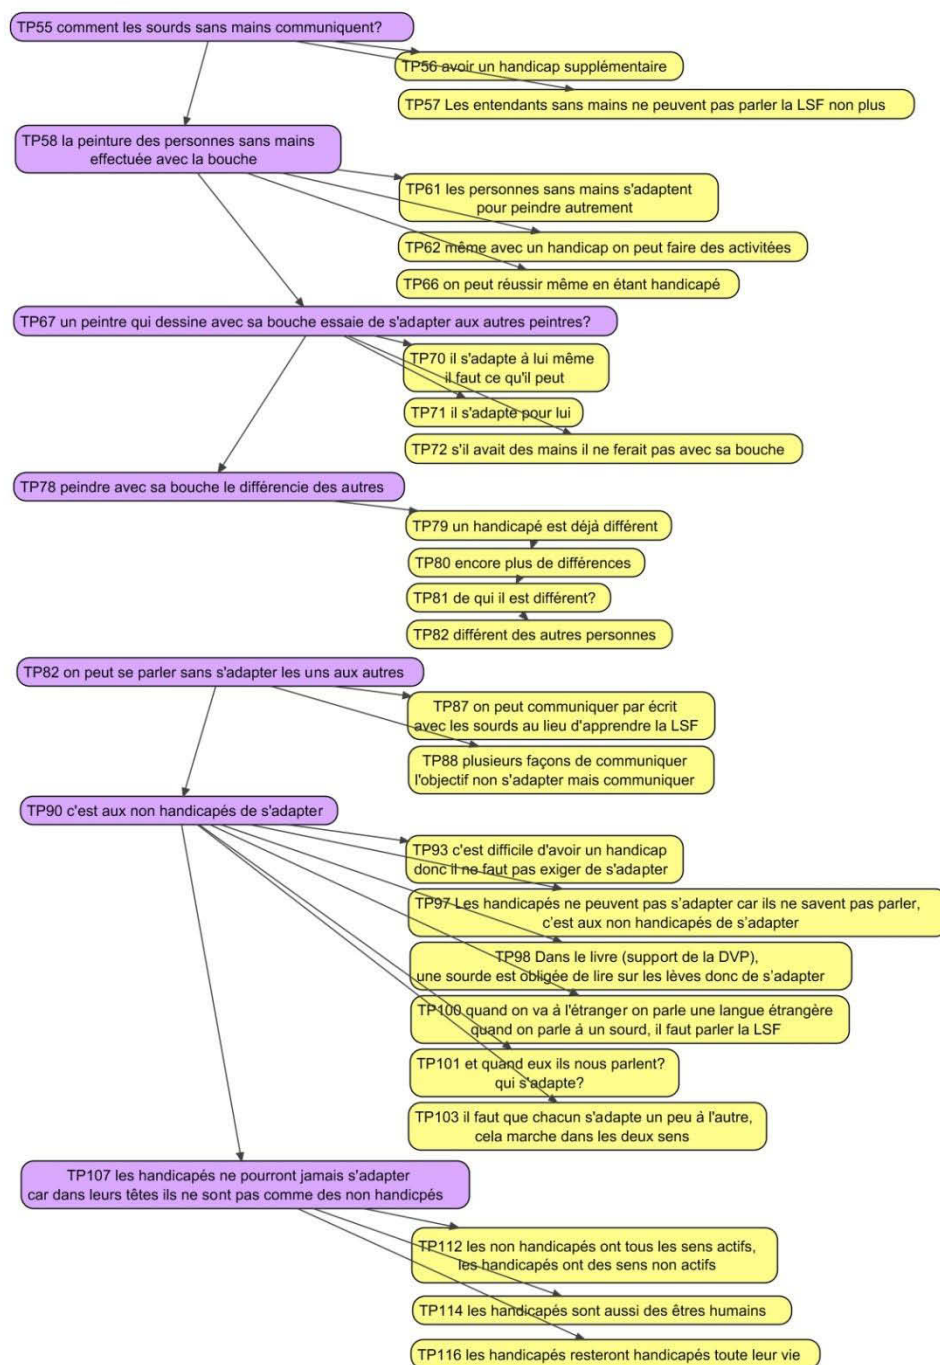 TP55 comment les sourds sans mains communiquent?
TP56 avoir un handicap supplémentaire
TP57 Les entendants sans mains ne peuvent pas parler la LSF non plus
TP58 la peinture des personnes sans mains
effectuée avec la bouche
TP61 les personnes sans mains s'adaptent
pour peindre autrement
TP62 même avec un handicap on peut faire des activitées
TP66 on peut réussir même en étant handicapé
TP67 un peintre qui dessine avec sa bouche essaie de s'adapter aux autres peintres?
TP70 il s'adapte à lui même
il faut ce qu'il peut
TP71 il s'adapte pour lui
TP72 s'il avait des mains il ne ferait pas avec sa bouche
TP78 peindre avec sa bouche le différencie des autres
TP79 un handicapé est déjà différent
TP80 encore plus de différences
TP81 de qui il est différent?
TP82 différent des autres personnes
TP82 on peut se parler sans s'adapter les uns aux autres
TP87 on peut communiquer par écrit
avec les sourds au lieu d'apprendre la LSF
TP88 plusieurs façons de communiquer
l'objectif non s'adapter mais communiquer
TP90 c'est aux non handicapés de s'adapter
TP93 c'est difficile d'avoir un handicap
donc il ne faut pas exiger de s'adapter
TP97 Les handicapés ne peuvent pas s’adapter car ils ne savent pas parler,
c’est aux non handicapés de s’adapter
TP98 Dans le livre (support de la DVP),
une sourde est obligée de lire sur les lèves donc de s’adapter
TP100 quand on va à l'étranger on parle une langue étrangère
quand on parle à un sourd, il faut parler la LSF
TP101 et quand eux ils nous parlent?
qui s'adapte?
TP103 il faut que chacun s'adapte un peu à l'autre,
cela marche dans les deux sens
TP107 les handicapés ne pourront jamais s'adapter
car dans leurs têtes ils ne sont pas comme des non handicpés
TP112 les non handicapés ont tous les sens actifs,
les handicapés ont des sens non actifs
TP114 les handicapés sont aussi des êtres humains
TP116 les handicapés resteront handicapés toute leur vie